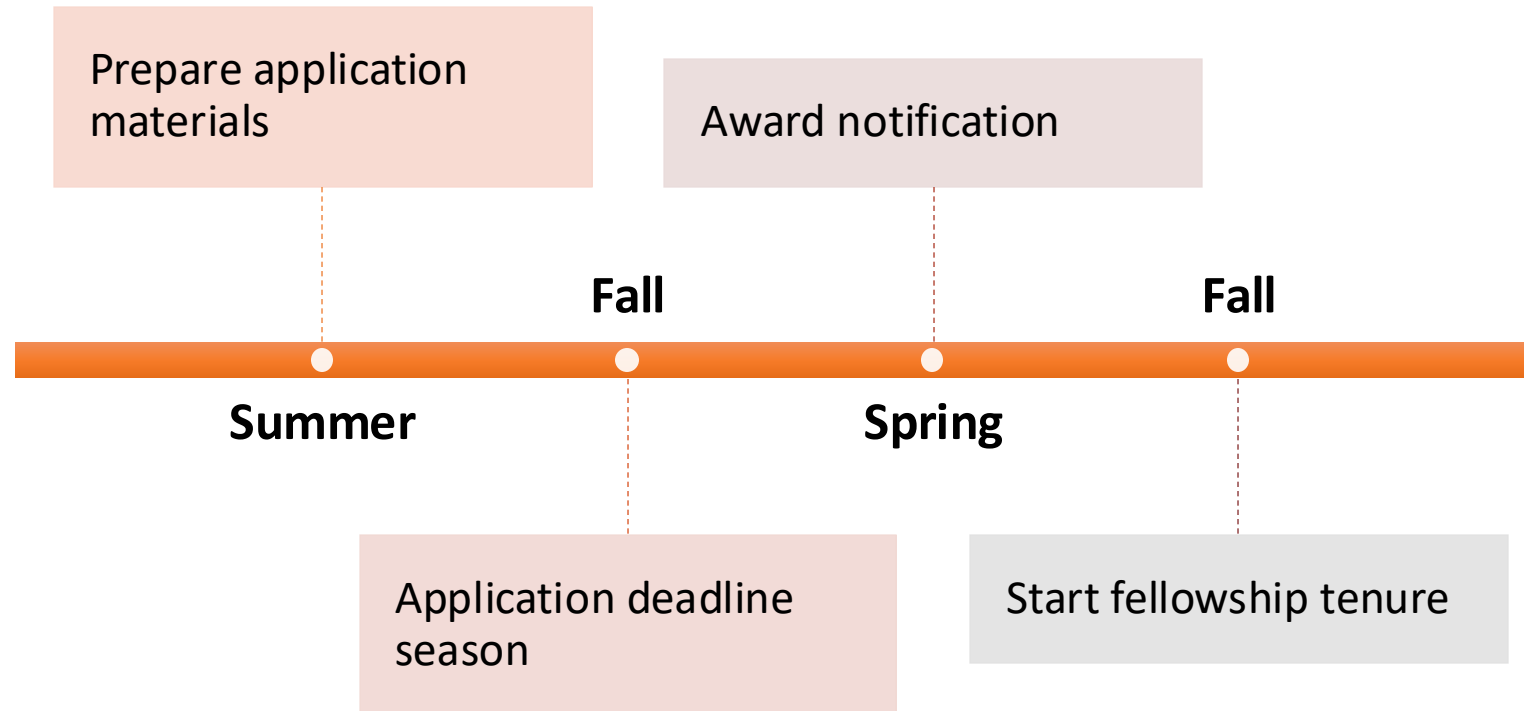 Prepare application
materials
Award notification
Fall
Fall
Summer
Spring
Application deadline
season
Start fellowship tenure